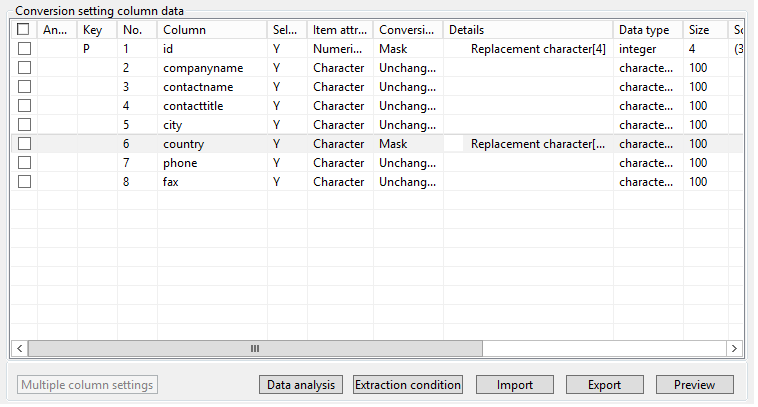 Conversion setting column data
An... Key No. Column Sel... Item attr... Conversi... Details Data type Size
P 1 id Y Numeri... Mask Replacement character[4] integer 4 (3
2 companyname Y Character Unchang... characte... 100
3 contactname Y Character Unchang... characte... 100
4 contacttitle Y Character Unchang... characte... 100
5 city Y Character Unchang... characte... 100
6 country Y Mask Character Replacement character[... characte... 100
7 phone Y Character Unchang... characte... 100
8 fax Y Character Unchang... characte... 100
Multiple column settings Data analysis Extraction condition Import Export Preview